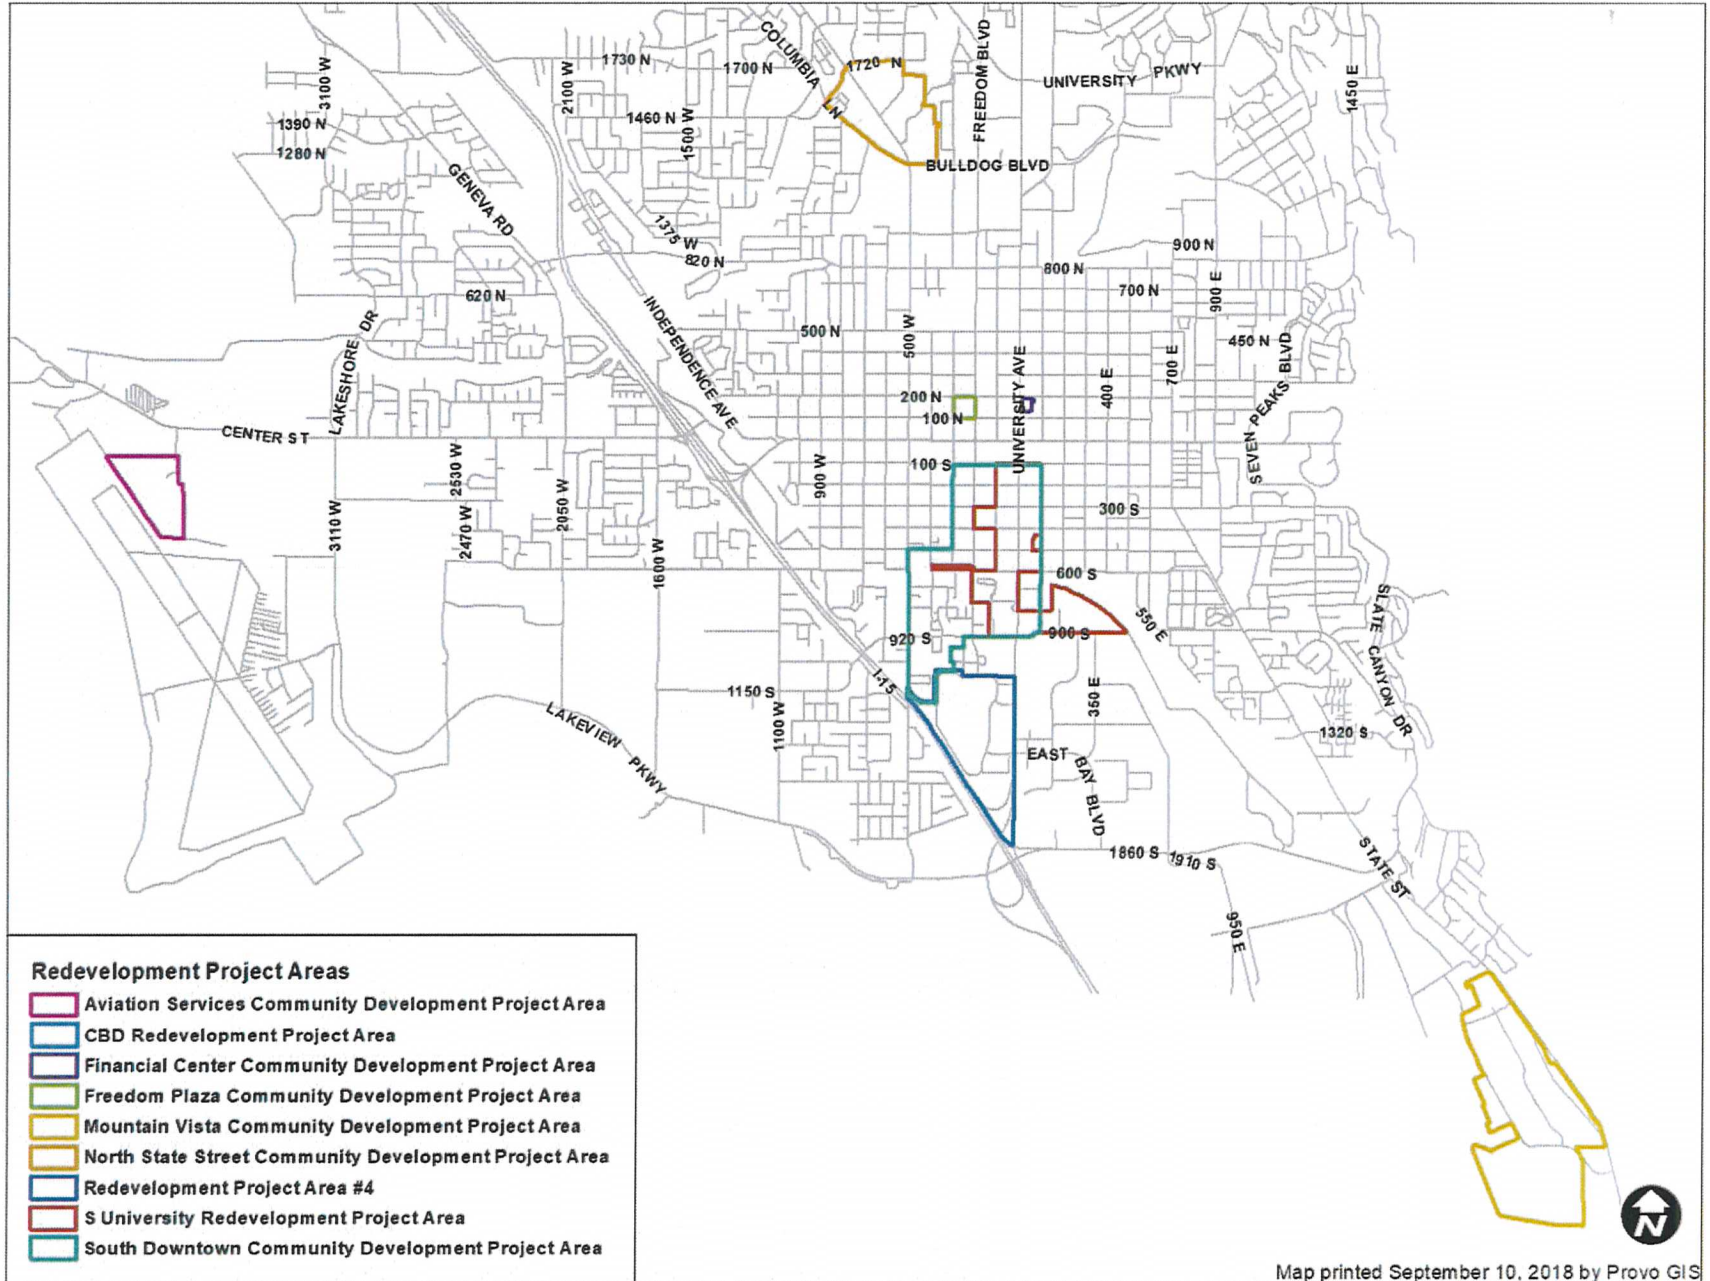 COLUMBIA LN
1730 N
1700 N
1720 N
FREEDOM BLVD
UNIVERSITY PKWY
1450 E
3100 W
2100 W
1390 N
1460 N
1500 W
1280 N
BULLDOG BLVD
GENEVA RD
1375 W
820 N
900 N
800 N
620 N
700 N
900 E
INDEPENDENCE AVE
LAKESHORE DR
500 N
500 W
450 N
UNIVERSITY AVE
700 E
SEVEN PEAKS BLVD
200 N
400 E
100 N
CENTER ST
2530 W
900 W
100 S
3110 W
2470 W
2050 W
300 S
1600 W
600 S
SLATE CANYON DR
550 E
920 S
900 S
I-15
1150 S
350 E
LAKEVIEW PKWY
1100 W
1320 S
EAST BAY BLVD
1860 S
1910 S
STATE ST
950 E
Redevelopment Project Areas
Aviation Services Community Development Project Area
CBD Redevelopment Project Area
Financial Center Community Development Project Area
Freedom Plaza Community Development Project Area
Mountain Vista Community Development Project Area
North State Street Community Development Project Area
Redevelopment Project Area #4
S University Redevelopment Project Area
South Downtown Community Development Project Area
N
Map printed September 10, 2018 by Provo GIS